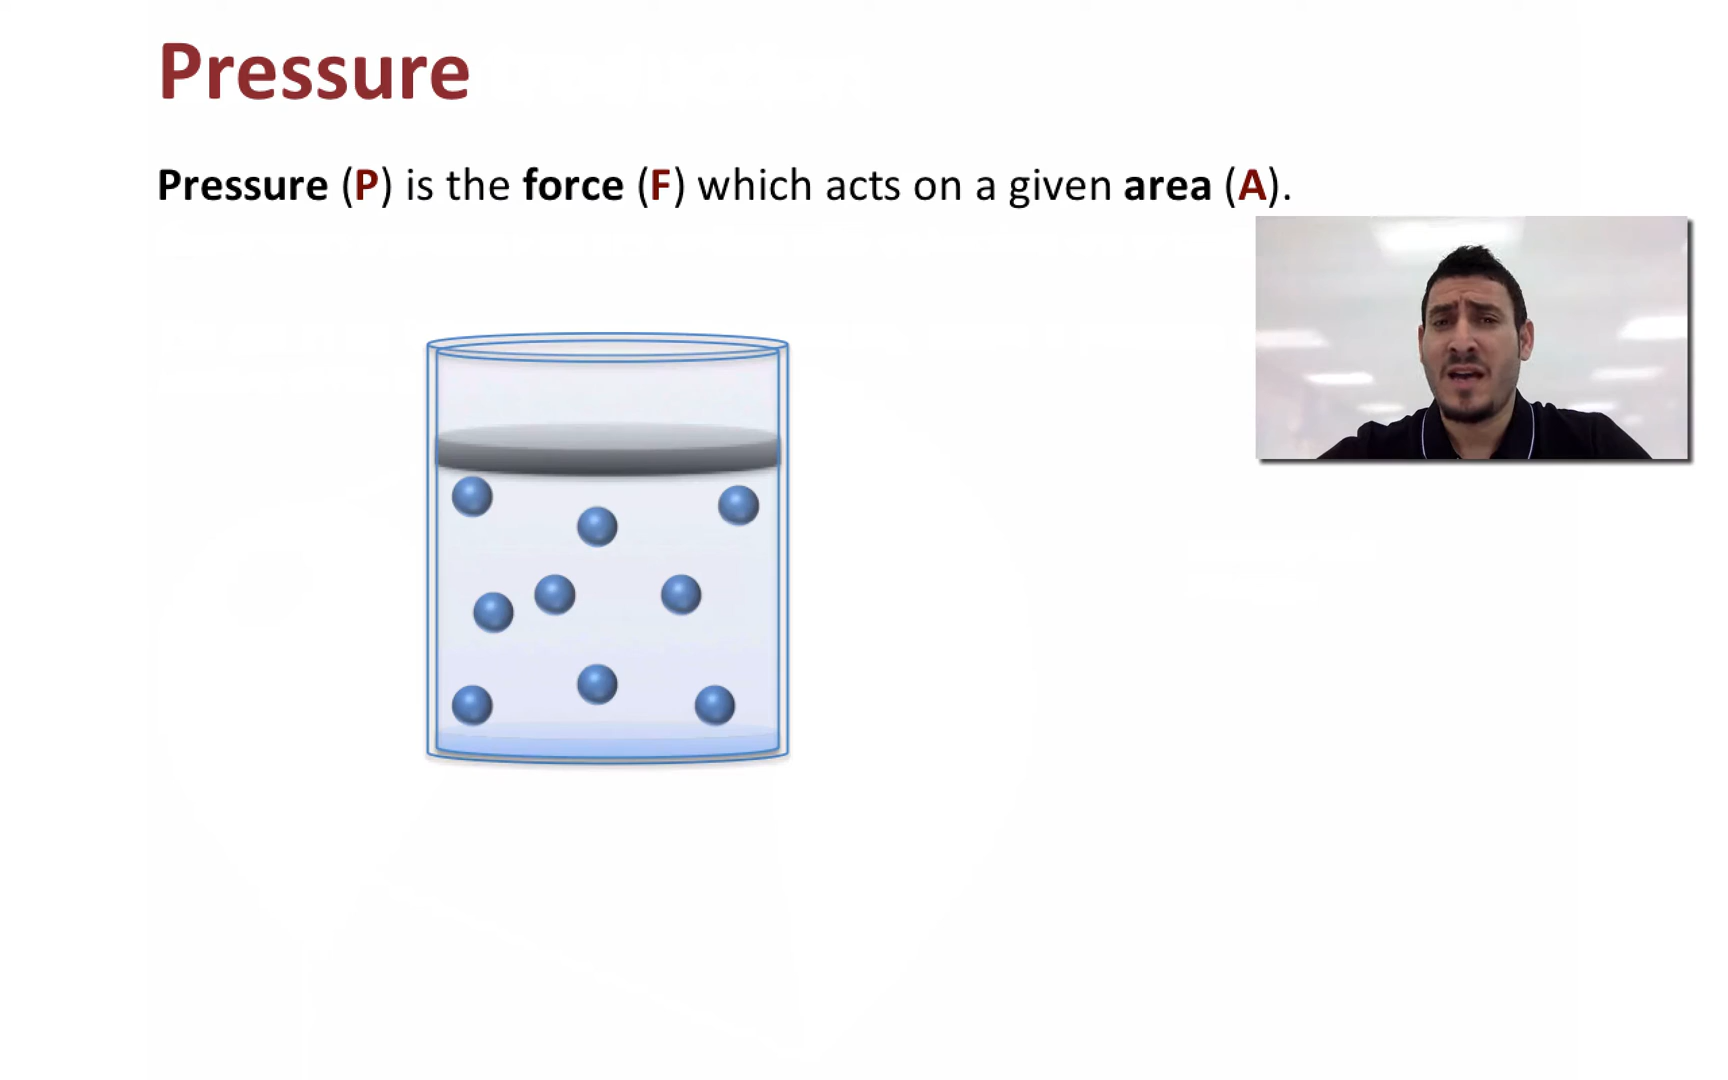 Pressure
Pressure (P) is the force (F) which acts on a given area (A).